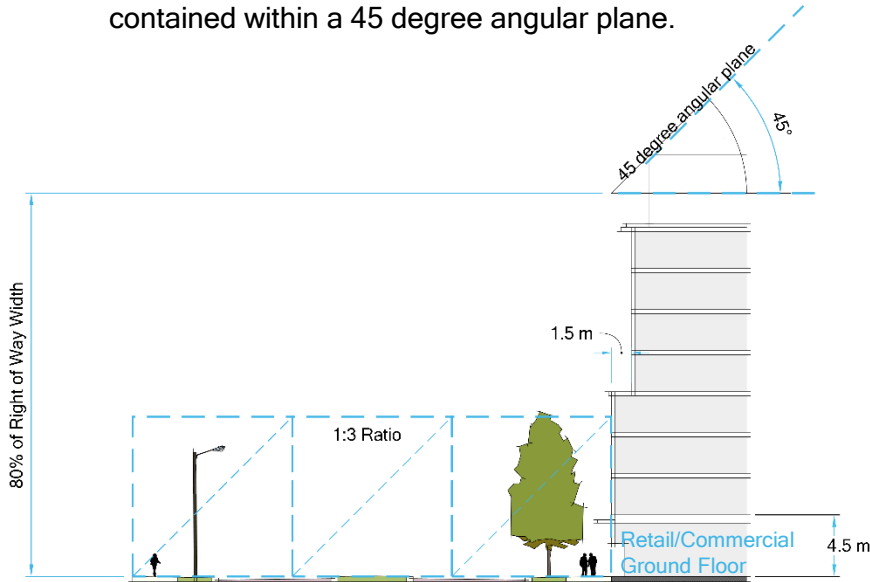 contained within a 45 degree angular plane.
45 degree angular plane
45°
80% of Right of Way Width
1.5 m
1:3 Ratio
Retail/Commercial
Ground Floor
4.5 m